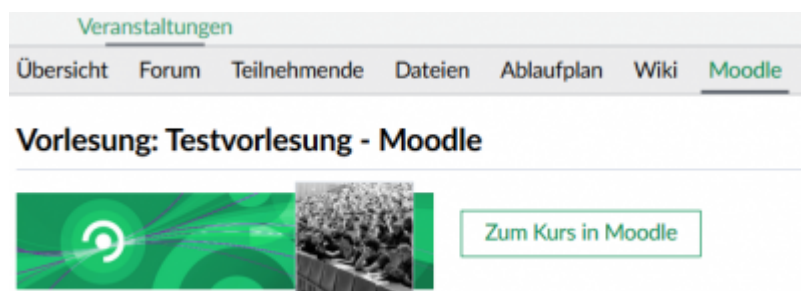 Veranstaltungen
Übersicht Forum Teilnehmende Dateien Ablaufplan Wiki Moodle
Vorlesung: Testvorlesung - Moodle
Zum Kurs in Moodle